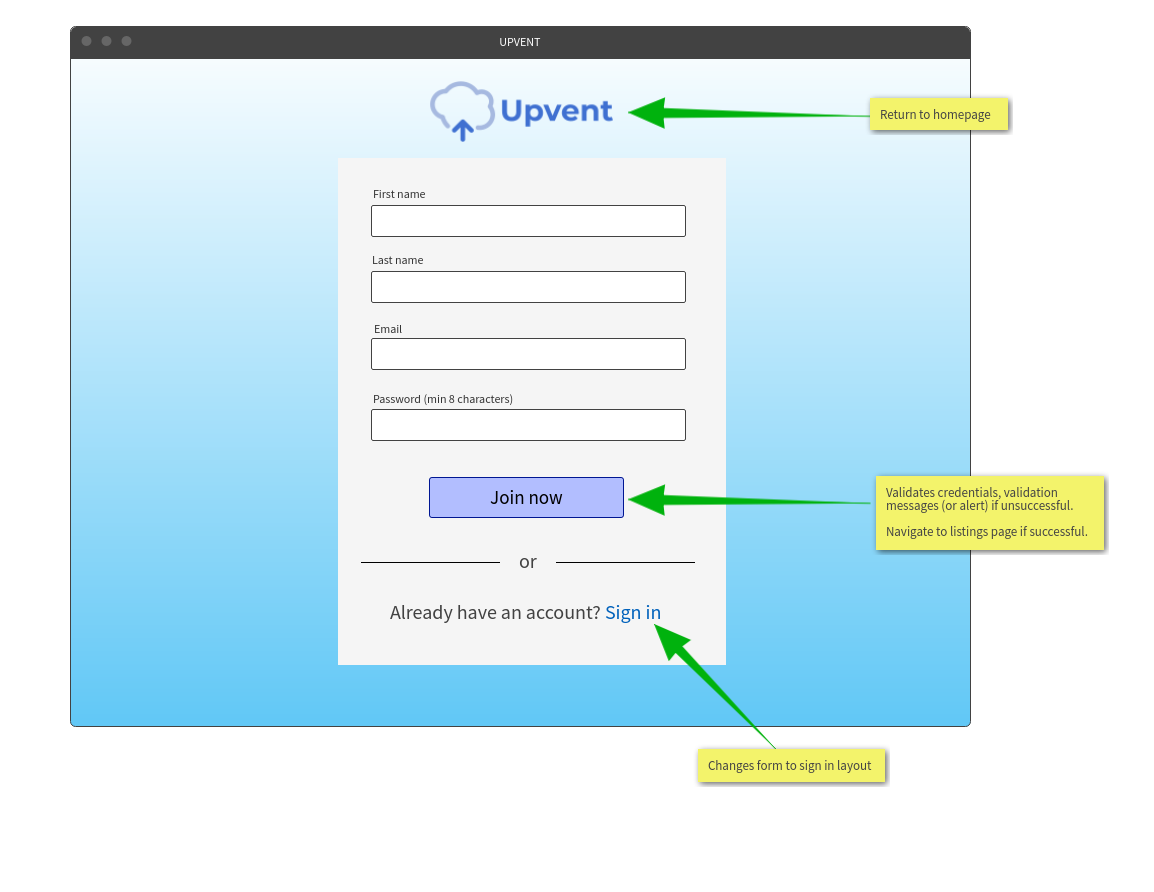 UPVENT
Upvent
Return to homepage
First name
Last name
Email
Password (min 8 characters)
Join now
Validates credentials, validation
messages (or alert) if unsuccessful.
Navigate to listings page if successful.
or
Already have an account? Sign in
Changes form to sign in layout